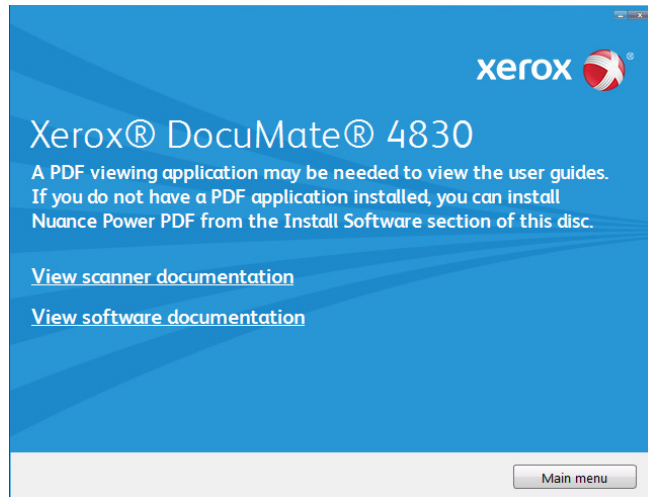 xerox ®
Xerox® DocuMate® 4830
A PDF viewing application may be needed to view the user guides.
If you do not have a PDF application installed, you can install
Nuance Power PDF from the Install Software section of this disc.
View scanner documentation
View software documentation
Main menu